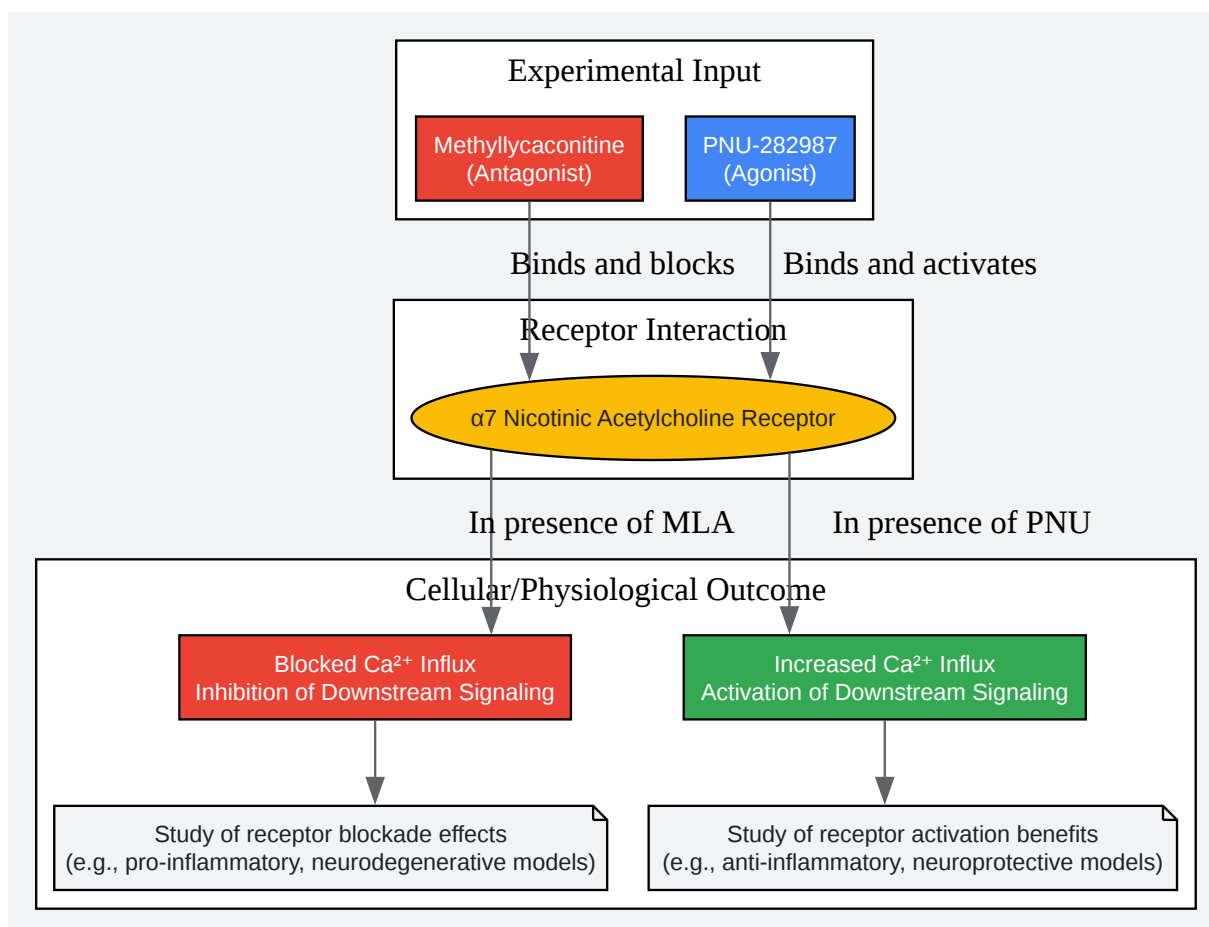 Experimental Input
Methyllycaconitine
(Antagonist)
PNU-282987
(Agonist)
Binds and blocks
Binds and activates
Receptor Interaction
α7 Nicotinic Acetylcholine Receptor
In presence of MLA
In presence of PNU
Cellular/Physiological Outcome
Blocked Ca²⁺ Influx
Inhibition of Downstream Signaling
Increased Ca²⁺ Influx
Activation of Downstream Signaling
Study of receptor blockade effects
(e.g., pro-inflammatory, neurodegenerative models)
Study of receptor activation benefits
(e.g., anti-inflammatory, neuroprotective models)